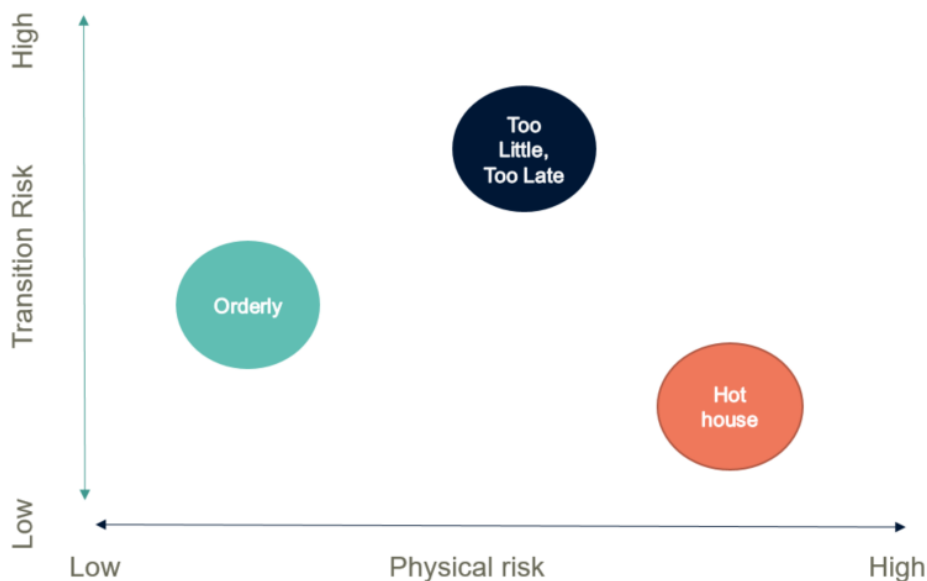 High
Transition Risk
Low
Too
Little,
Too Late
Orderly
Hot
house
Low
Physical risk
High